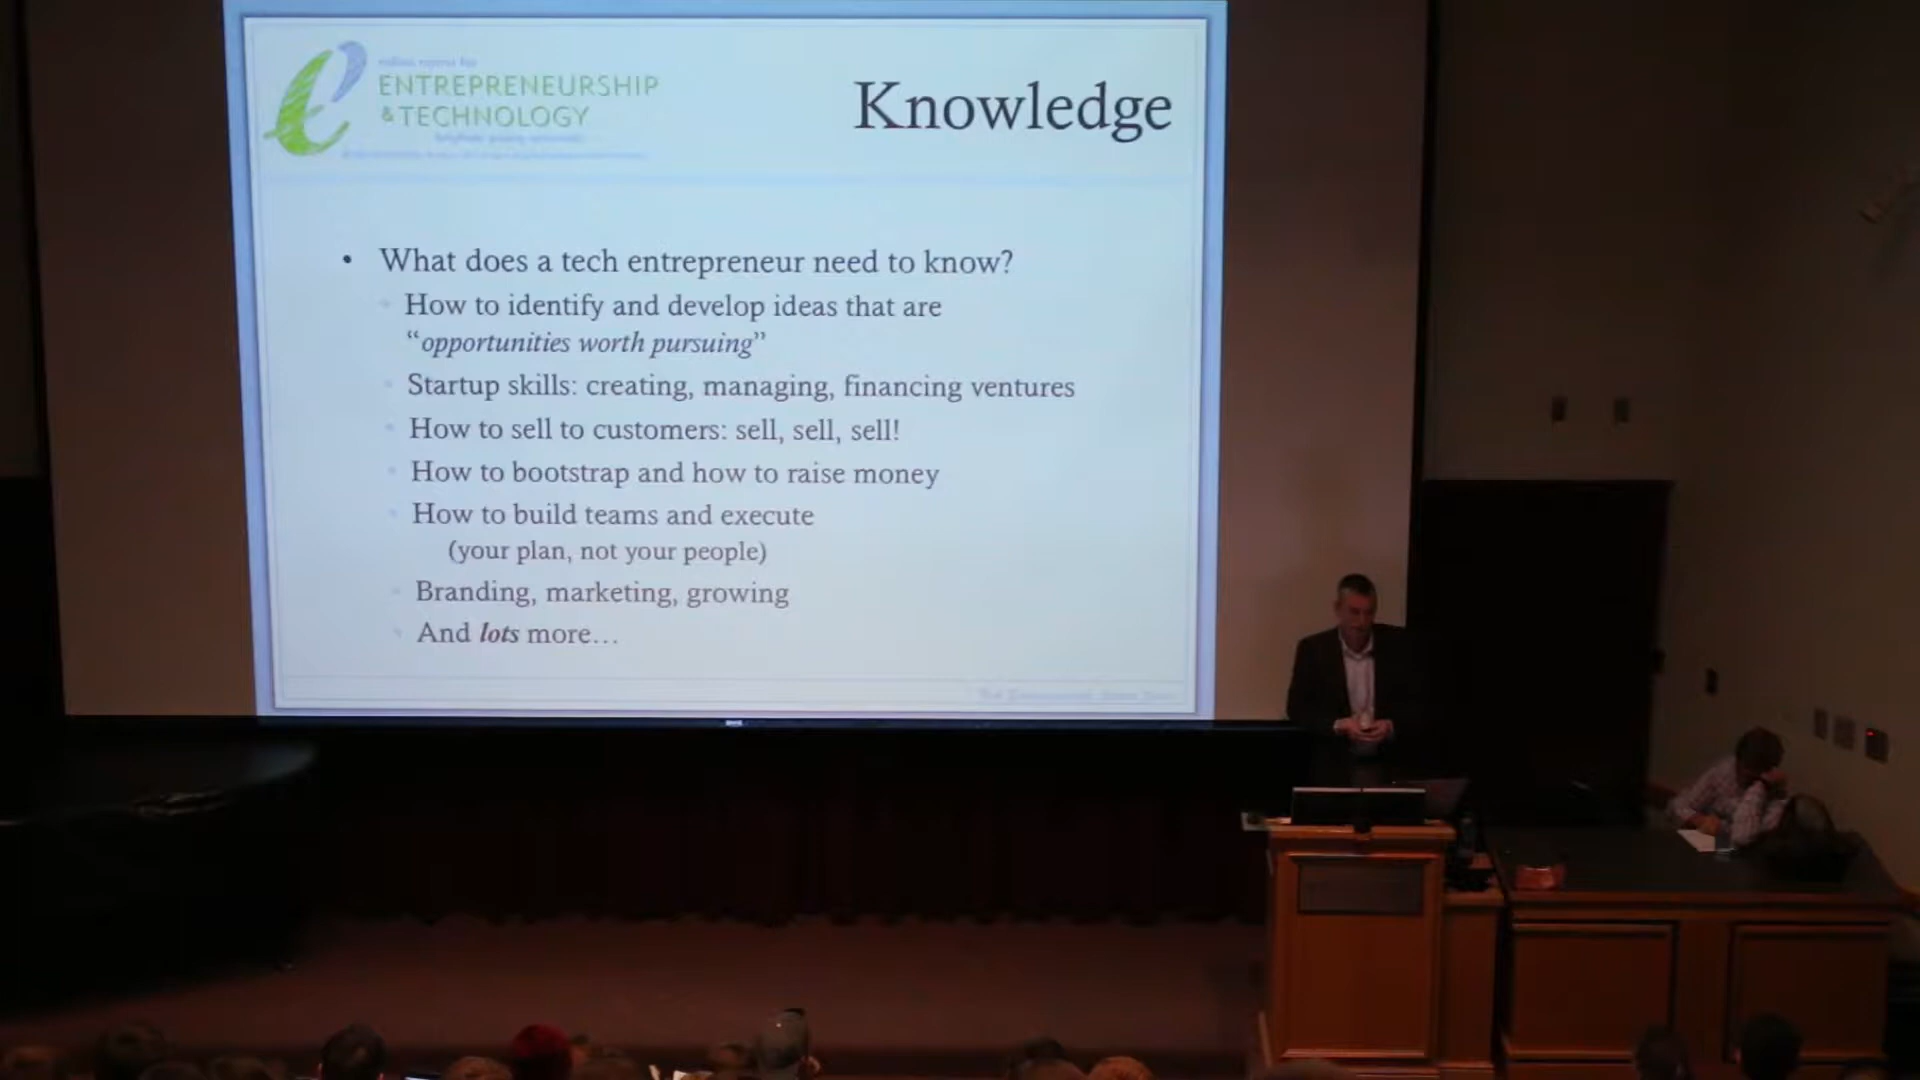 ENTREPRENEURSHIP
& TECHNOLOGY
Knowledge
• What does a tech entrepreneur need to know?
How to identify and develop ideas that are
“opportunities worth pursuing”
Startup skills: creating, managing, financing ventures
How to sell to customers: sell, sell, sell!
How to bootstrap and how to raise money
How to build teams and execute
(your plan, not your people)
Branding, marketing, growing
And lots more…